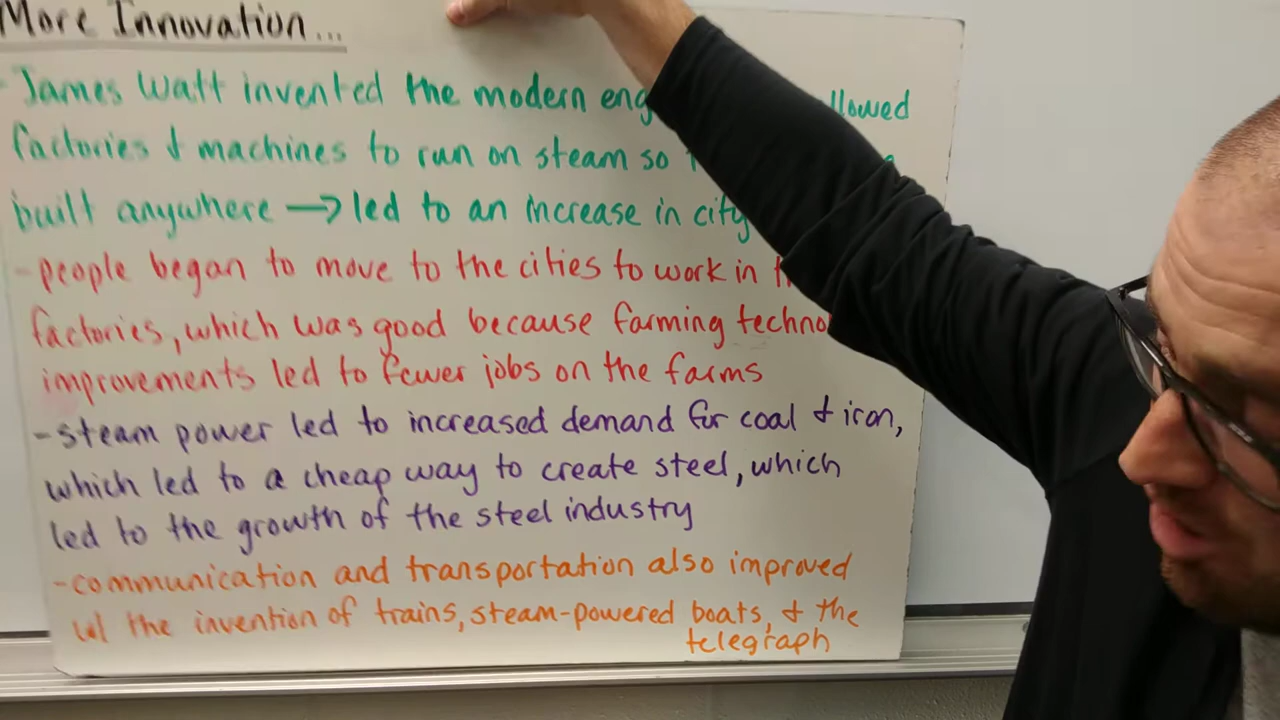 More Innovation...
- James Watt invented the modern
factories & machines to run on steam so
built anywhere → led to an increase in city
- people began to move to the cities to work in
factories, which was good because farming
improvements led to fewer jobs on the farms
- steam power led to increased demand for coal & iron,
which led to a cheap way to create steel, which
led to the growth of the steel industry
- communication and transportation also improved
w/ the invention of trains, steam-powered boats, & the
telegraph